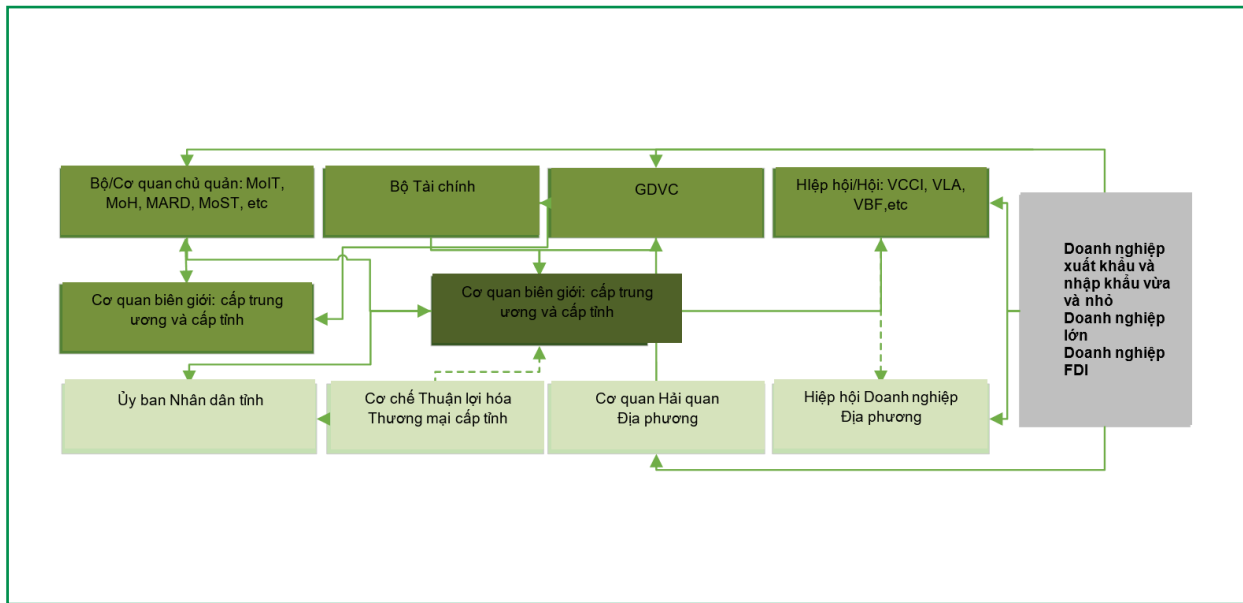 Bộ/Cơ quan chủ quản: MoIT,
MoH, MARD, MoST, etc
Bộ Tài chính
GDVC
HIệp hội/Hội: VCCI, VLA,
VBF,etc
Doanh nghiệp
xuất khẩu và
nhập khẩu vừa
và nhỏ
Doanh nghiệp
lớn
Doanh nghiệp
FDI
Cơ quan biên giới: cấp trung
ương và cấp tỉnh
Cơ quan biên giới: cấp trung
ương và cấp tỉnh
Ủy ban Nhân dân tỉnh
Cơ chế Thuận lợi hóa
Thương mại cấp tỉnh
Cơ quan Hải quan
Địa phương
Hiệp hội Doanh nghiệp
Địa phương